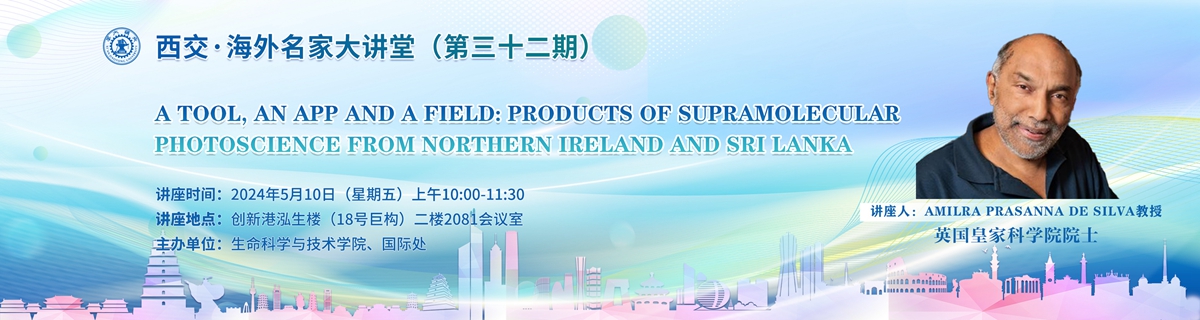 西交·海外名家大讲堂（第三十二期）
A TOOL, AN APP AND A FIELD: PRODUCTS OF SUPRAMOLECULAR
PHOTOSCIENCE FROM NORTHERN IRELAND AND SRI LANKA
讲座时间：2024年5月10日（星期五）上午10:00-11:30
讲座地点：创新港泓生楼（18号巨构）二楼2081会议室
主办单位：生命科学与技术学院、国际处
讲座人：AMILRA PRASANNA DE SILVA教授
英国皇家科学院院士